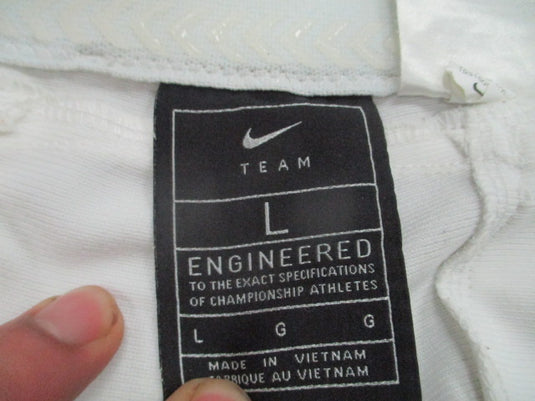 TEAM
L
ENGINEERED
TO THE EXACT SPECIFICATIONS
OF CHAMPIONSHIP ATHLETES
L G G
MADE IN VIETNAM
FABRIQUE AU VIETNAM